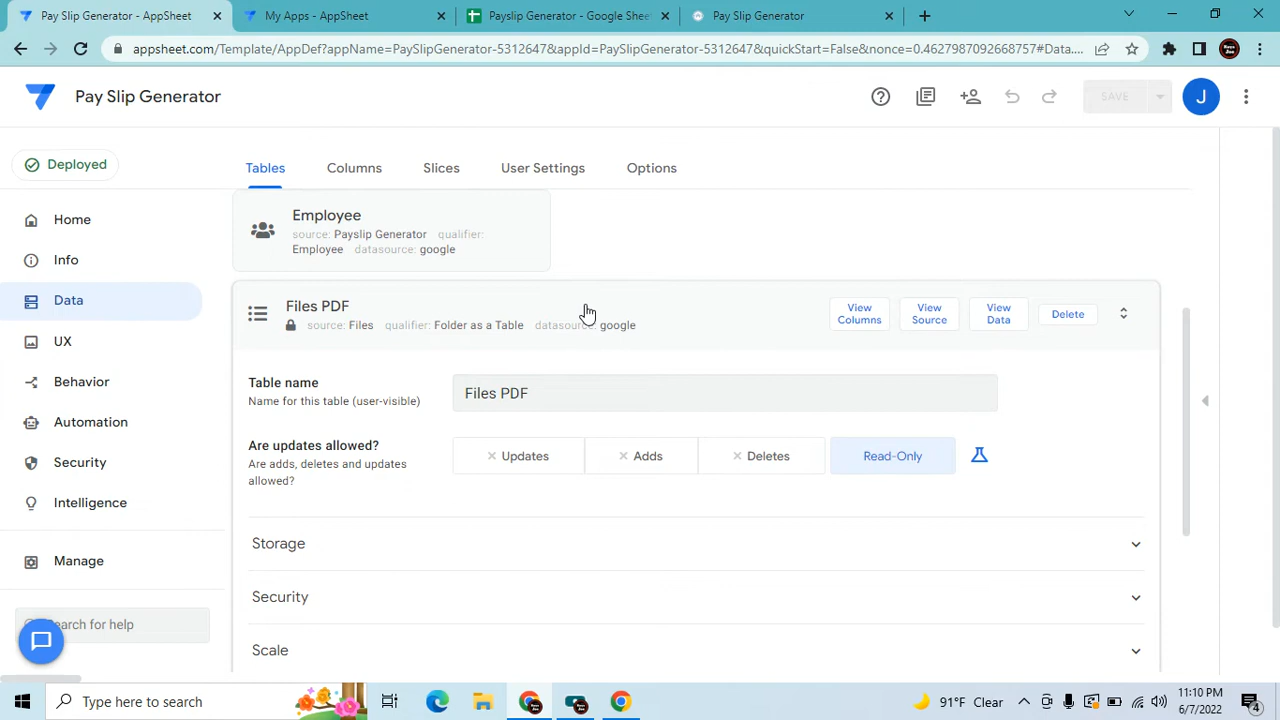 Pay Slip Generator - AppSheet
My Apps - AppSheet
Payslip Generator - Google Shee
Pay Slip Generator
appsheet.com/Template/AppDef?appName=PaySlipGenerator-5312647&appId=PaySlipGenerator-5312647&quickStart=False&nonce=0.4627987092668757#Data....
Pay Slip Generator
SAVE
J
Deployed
Tables
Columns
Slices
User Settings
Options
Home
Info
Data
UX
Behavior
Automation
Security
Intelligence
Manage
earch for help
Employee
source: Payslip Generator qualifier:
Employee datasource: google
Files PDF
source: Files qualifier: Folder as a Table datasource: google
View Columns
View Source
View Data
Delete
Table name
Name for this table (user-visible)
Files PDF
Are updates allowed?
Are adds, deletes and updates
allowed?
Updates
Adds
Deletes
Read-Only
Storage
Security
Scale
Type here to search
91°F Clear
11:10 PM
6/7/2022
4